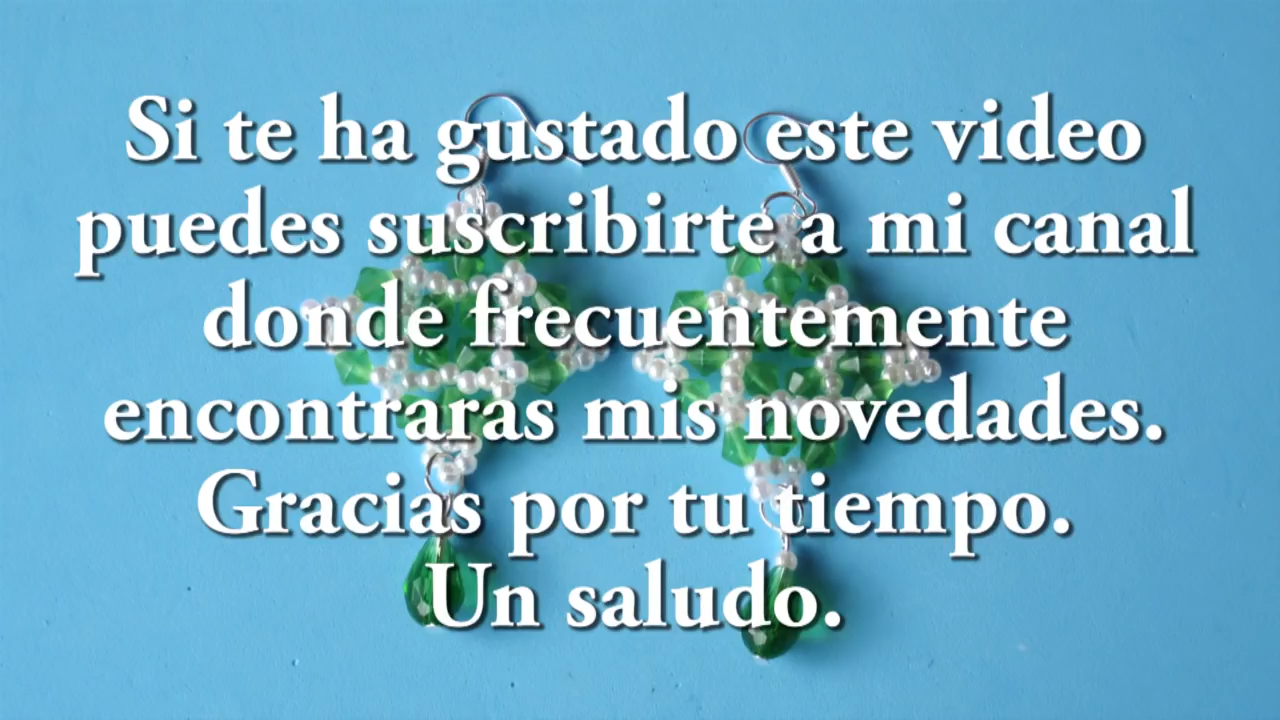 Si te ha gustado este video
puedes suscribirte a mi canal
donde frecuentemente
encontraras mis novedades.
Gracias por tu tiempo.
Un saludo.